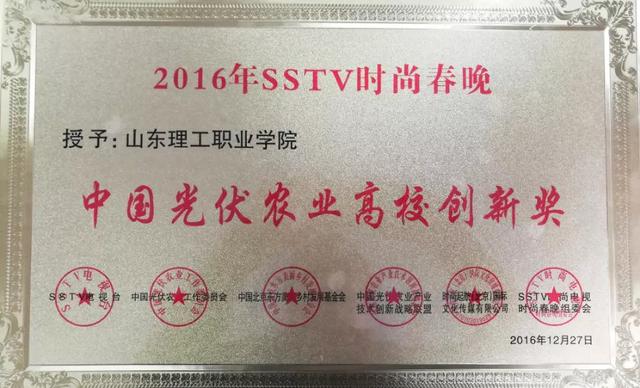 2016年SSTV时尚春晚
授予：山东理工职业学院
中国光伏农业高校创新奖
SSTV电视台 中国光伏农业工作委员会 中国北京东方 乡村发展基金会 中国光伏农业产业 时尚起航(北京)国际 SSTV时尚电视
技术创新战略联盟 文化传媒有限公司 时尚春晚组委会
2016年12月27日